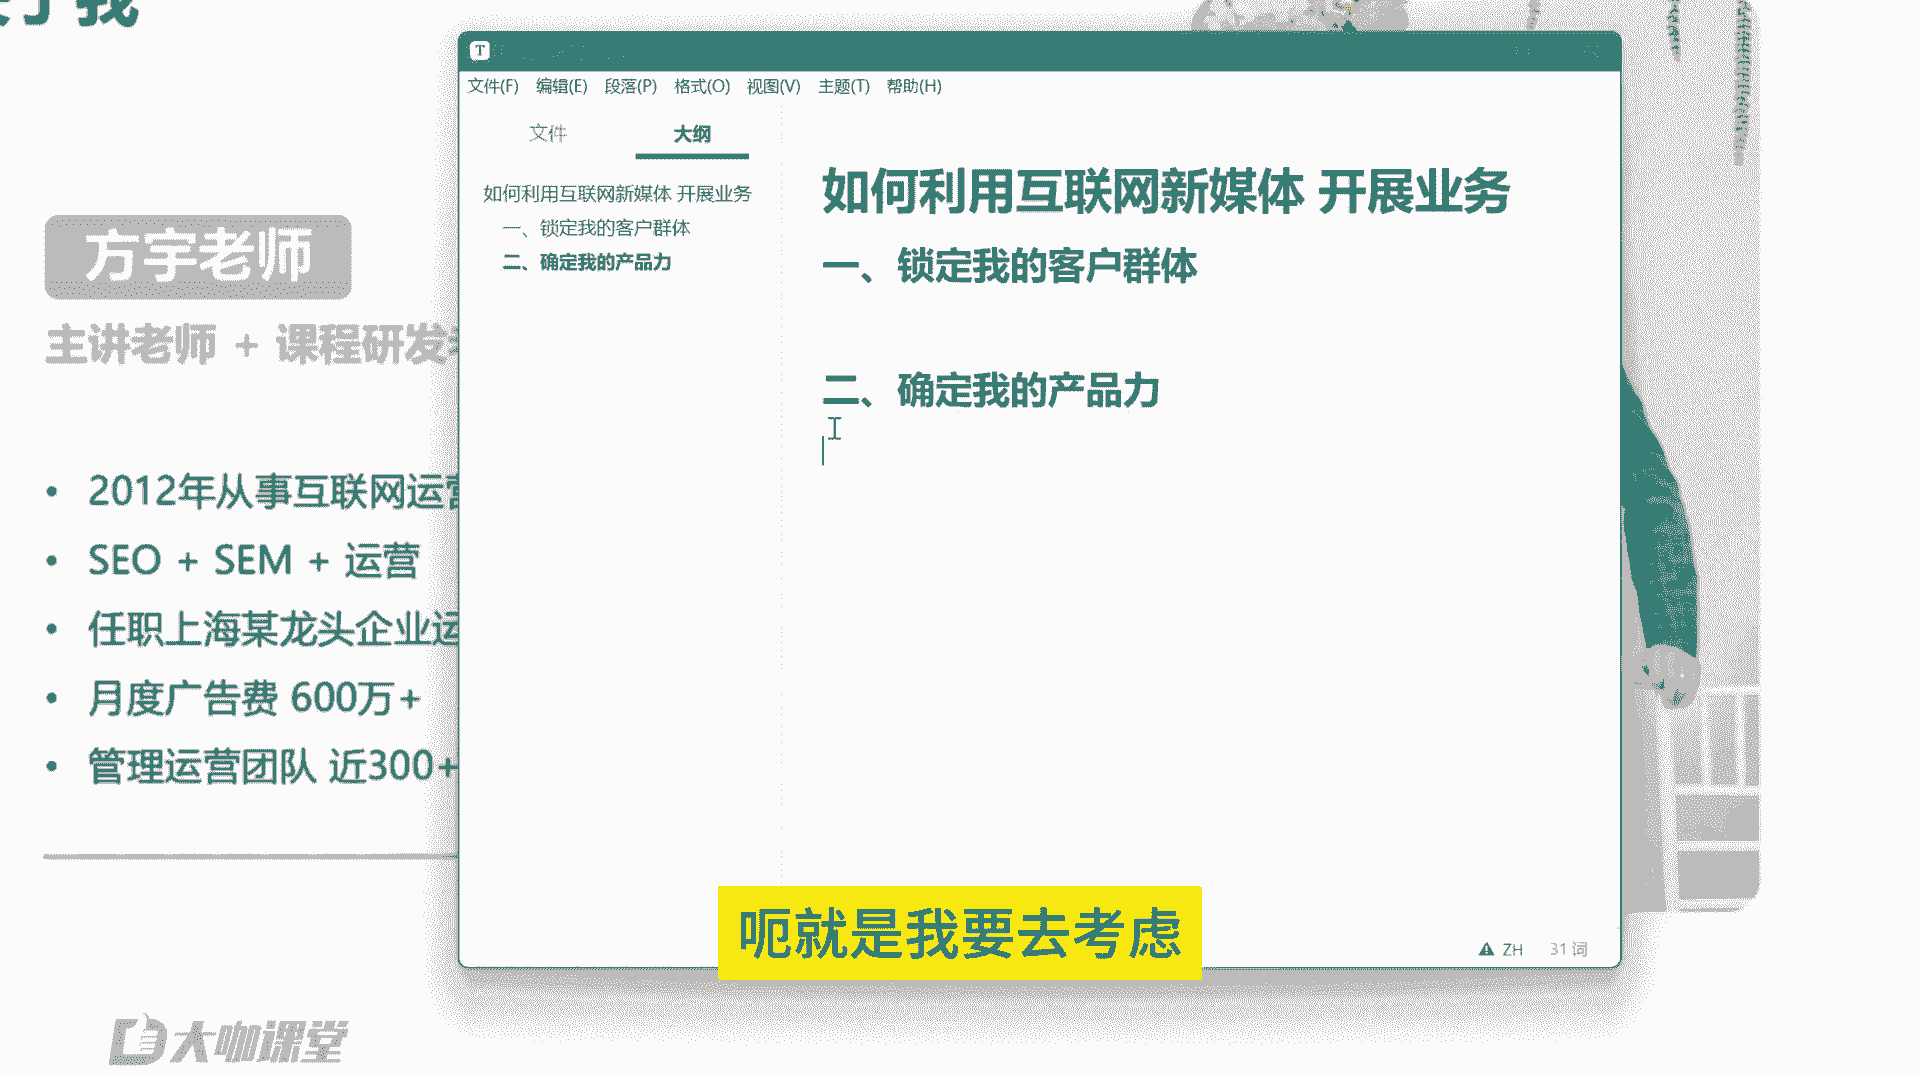 方宇老师
主讲老师 + 课程研发
2012年从事互联网运营
SEO + SEM + 运营
任职上海某龙头企业运
月度广告费 600万+
管理运营团队 近300+
大咖课堂
T
文件(F) 编辑(E) 段落(P) 格式(O) 视图(V) 主题(T) 帮助(H)
文件 大纲
如何利用互联网新媒体 开展业务
一、锁定我的客户群体
二、确定我的产品力
如何利用互联网新媒体 开展业务
一、锁定我的客户群体
二、确定我的产品力
呃就是我要去考虑
ZH 31 词